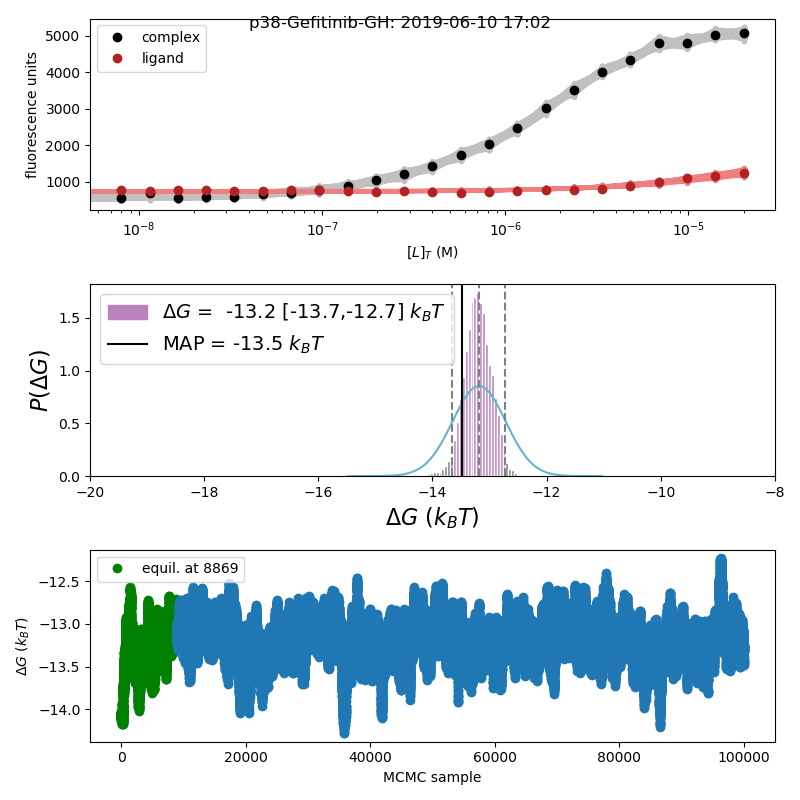 p38-Gefitinib-GH: 2019-06-10 17:02
complex
ligand
fluorescence units
5000
4000
3000
2000
1000
10⁻⁸ 10⁻⁷ 10⁻⁶ 10⁻⁵
[L]_T (M)
ΔG = -13.2 [-13.7,-12.7] k_BT
MAP = -13.5 k_BT
P(ΔG)
1.5
1.0
0.5
0.0
−20 −18 −16 −14 −12 −10 −8
ΔG (k_BT)
equil. at 8869
ΔG (k_BT)
−12.5
−13.0
−13.5
−14.0
0 20000 40000 60000 80000 100000
MCMC sample